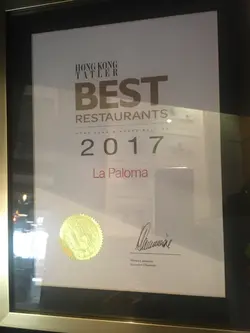 HONG KONG
TATLER
BEST
RESTAURANTS
2017
La Paloma